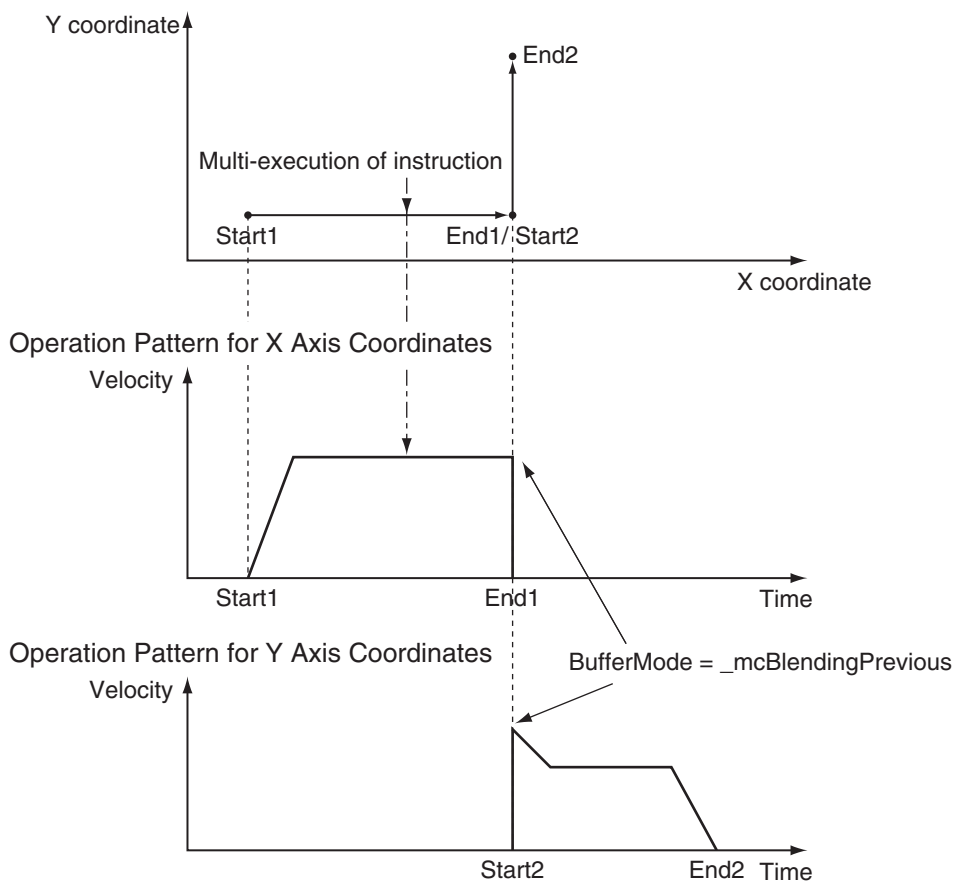 Y coordinate
End2
Multi-execution of instruction
Start1
End1/ Start2
X coordinate
Operation Pattern for X Axis Coordinates
Velocity
Start1
End1
Time
Operation Pattern for Y Axis Coordinates
BufferMode = _mcBlendingPrevious
Velocity
Start2
End2
Time